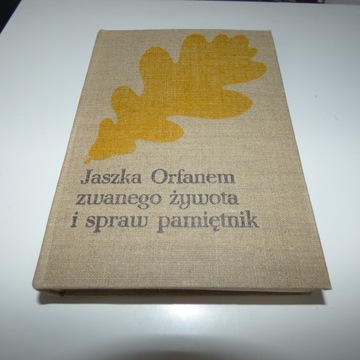 Jaszka Orfanem
zwanego żywota
i spraw pamiętnik